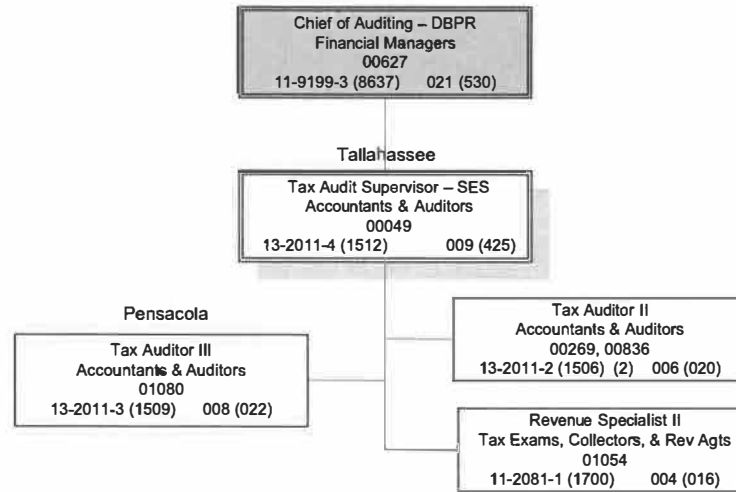 Chief of Auditing – DBPR
Financial Managers
00627
11-9199-3 (8637) 021 (530)
Tallahassee
Tax Audit Supervisor – SES
Accountants & Auditors
00049
13-2011-4 (1512) 009 (425)
Pensacola
Tax Auditor III
Accountants & Auditors
01080
13-2011-3 (1509) 008 (022)
Tax Auditor II
Accountants & Auditors
00269, 00836
13-2011-2 (1506) (2) 006 (020)
Revenue Specialist II
Tax Exams, Collectors, & Rev Agts
01054
11-2081-1 (1700) 004 (016)